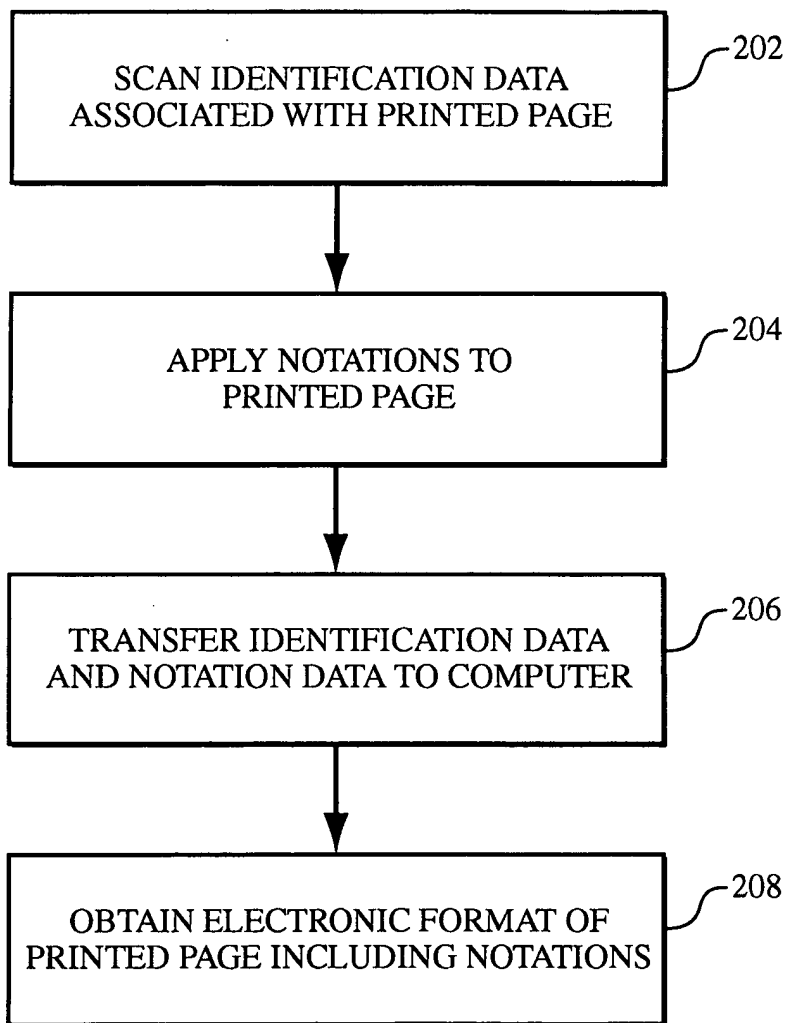 202
SCAN IDENTIFICATION DATA
ASSOCIATED WITH PRINTED PAGE
204
APPLY NOTATIONS TO
PRINTED PAGE
206
TRANSFER IDENTIFICATION DATA
AND NOTATION DATA TO COMPUTER
208
OBTAIN ELECTRONIC FORMAT OF
PRINTED PAGE INCLUDING NOTATIONS